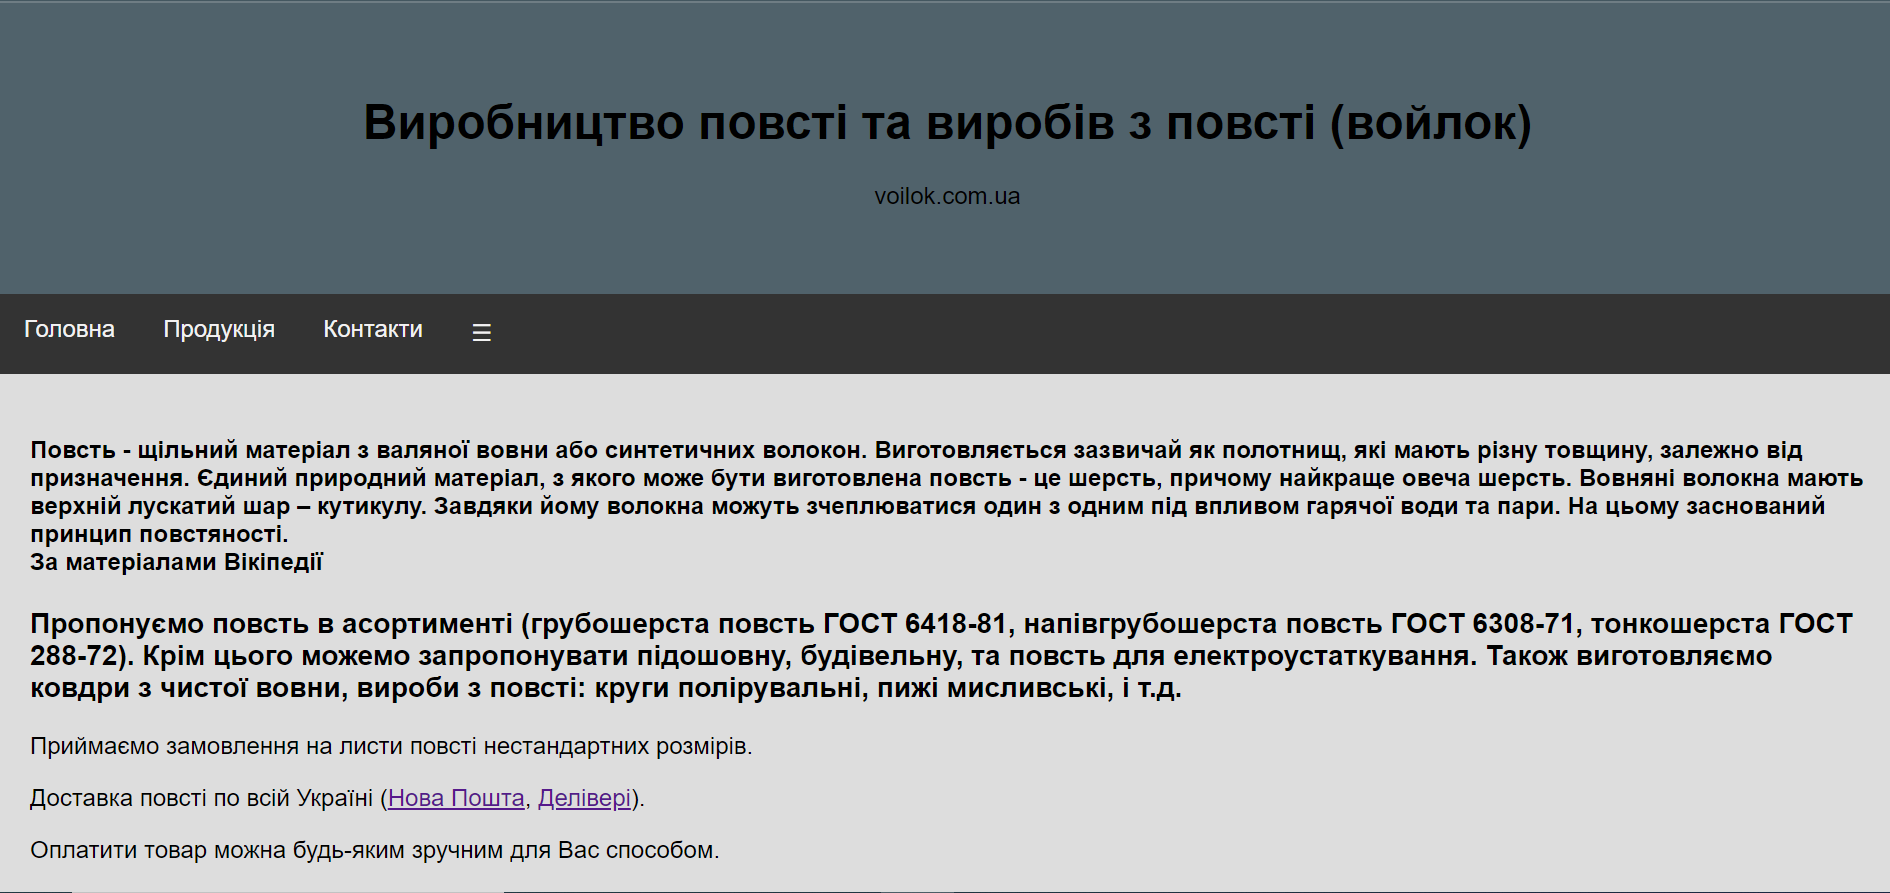 Виробництво повсті та виробів з повсті (войлок)
voilok.com.ua
Головна Продукція Контакти ☰
Повсть - щільний матеріал з валяної вовни або синтетичних волокон. Виготовляється зазвичай як полотнищ, які мають різну товщину, залежно від
призначення. Єдиний природний матеріал, з якого може бути виготовлена повсть - це шерсть, причому найкраще овеча шерсть. Вовняні волокна мають
верхній лускатий шар – кутикулу. Завдяки йому волокна можуть зчеплюватися один з одним під впливом гарячої води та пари. На цьому заснований
принцип повстяності.
За матеріалами Вікіпедії
Пропонуємо повсть в асортименті (грубошерста повсть ГОСТ 6418-81, напівгрубошерста повсть ГОСТ 6308-71, тонкошерста ГОСТ
288-72). Крім цього можемо запропонувати підошовну, будівельну, та повсть для електроустаткування. Також виготовляємо
ковдри з чистої вовни, вироби з повсті: круги полірувальні, пижі мисливські, і т.д.
Приймаємо замовлення на листи повсті нестандартних розмірів.
Доставка повсті по всій Україні (Нова Пошта, Делівері).
Оплатити товар можна будь-яким зручним для Вас способом.